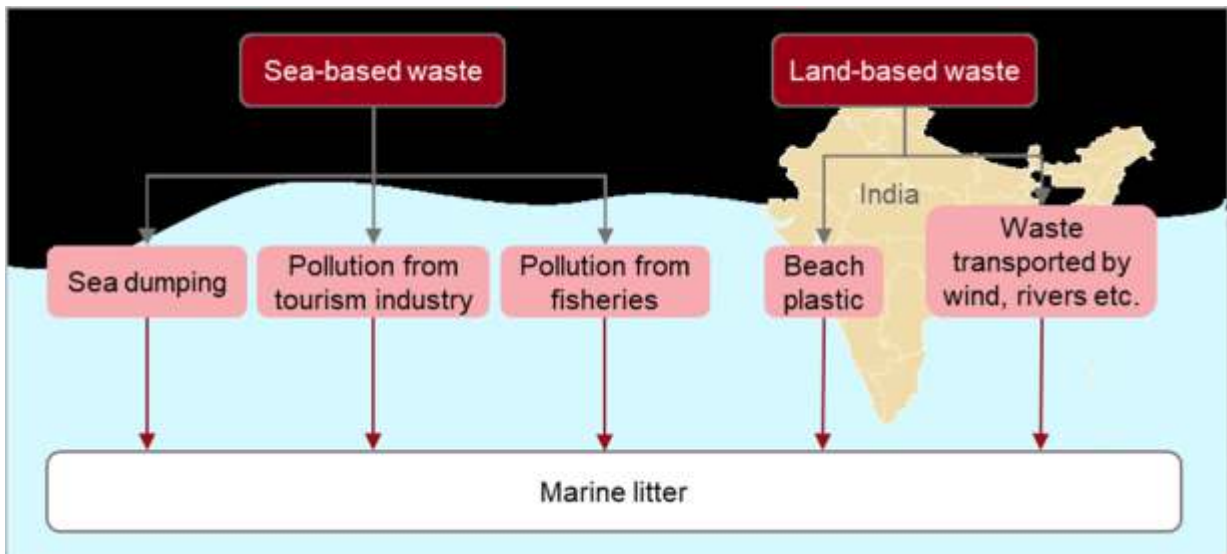 Sea-based waste
Land-based waste
India
Sea dumping
Pollution from
tourism industry
Pollution from
fisheries
Beach
plastic
Waste
transported by
wind, rivers etc.
Marine litter